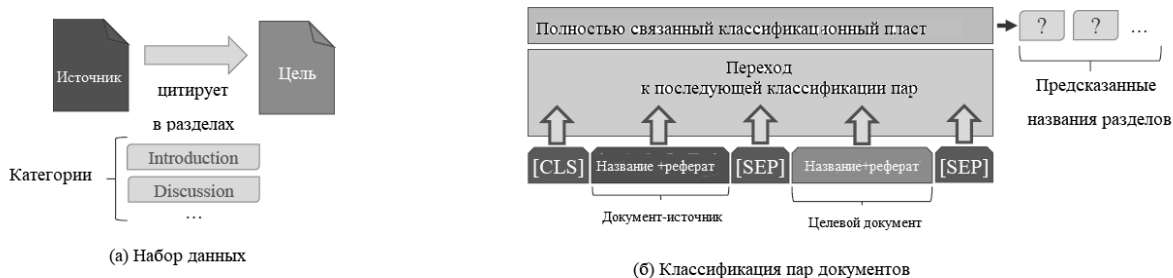 Источник
Цель
цитирует
в разделах
Категории
Introduction
Discussion
...
(а) Набор данных
Полностью связанный классификационный пласт
? ? ...
Переход
к последующей классификации пар
Предсказанные
названия разделов
[CLS] Название +реферат [SEP] Название+реферат [SEP]
Документ-источник
Целевой документ
(б) Классификация пар документов